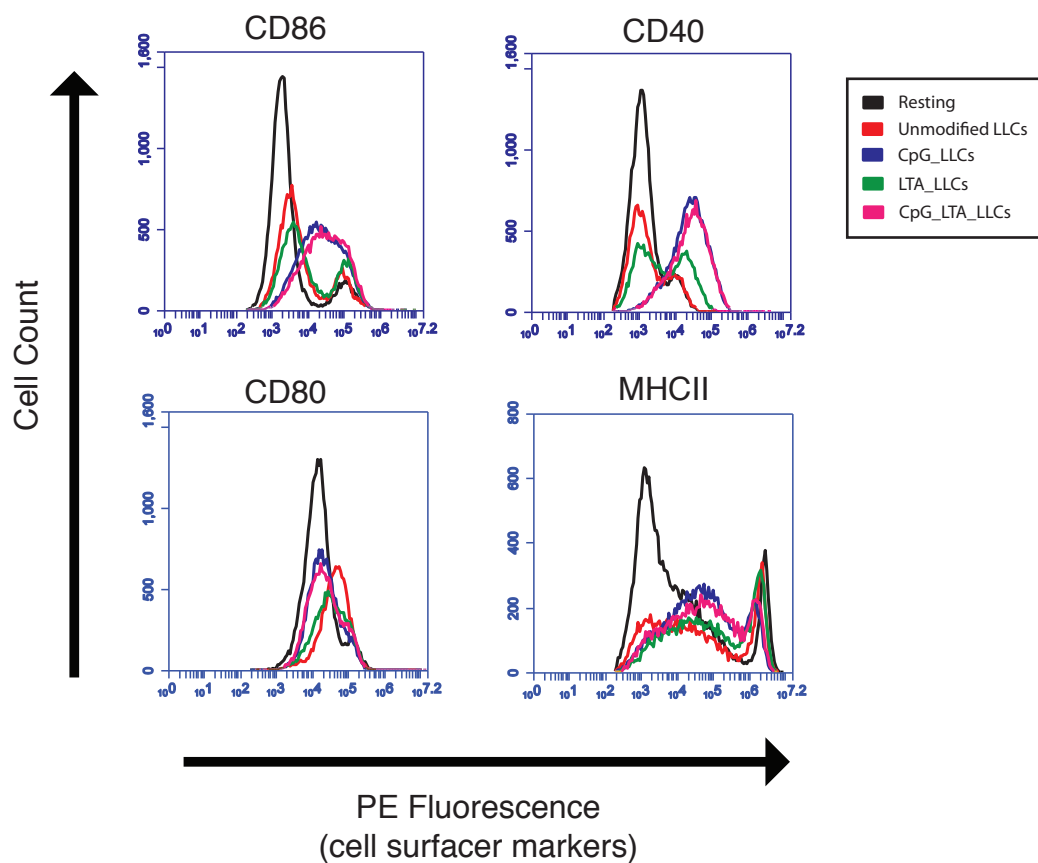 CD86
1,600
1,000
500
0
10^0 10^1 10^2 10^3 10^4 10^5 10^6 10^7.2
CD40
1,600
1,000
500
0
10^0 10^1 10^2 10^3 10^4 10^5 10^6 10^7.2
Resting
Unmodified LLCs
CpG_LLCs
LTA_LLCs
CpG_LTA_LLCs
Cell Count
CD80
1,600
1,000
500
0
10^0 10^1 10^2 10^3 10^4 10^5 10^6 10^7.2
MHCII
800
600
400
200
0
10^0 10^1 10^2 10^3 10^4 10^5 10^6 10^7.2
PE Fluorescence
(cell surfacer markers)